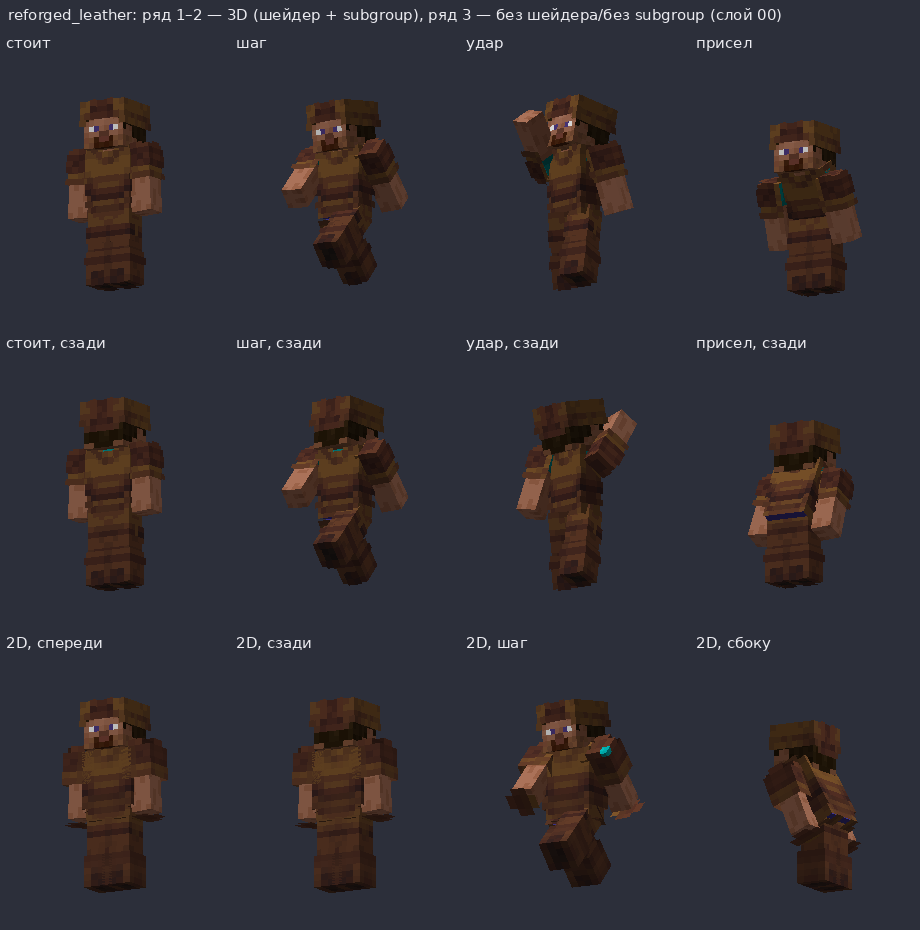 reforged_leather: ряд 1–2 — 3D (шейдер + subgroup), ряд 3 — без шейдера/без subgroup (слой 00)
стоит шаг удар присел
стоит, сзади шаг, сзади удар, сзади присел, сзади
2D, спереди 2D, сзади 2D, шаг 2D, сбоку